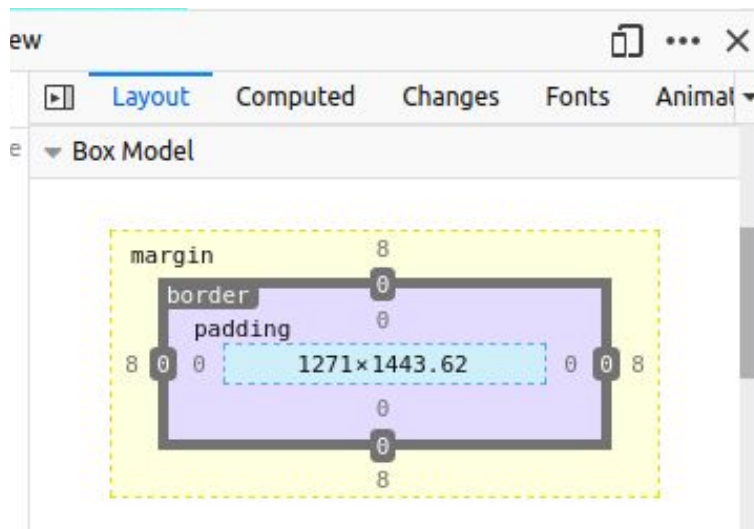 ew
Layout Computed Changes Fonts Animat
e Box Model
margin 8
0
border
0
padding
8 0 0 1271×1443.62 0 0 8
0
0
8